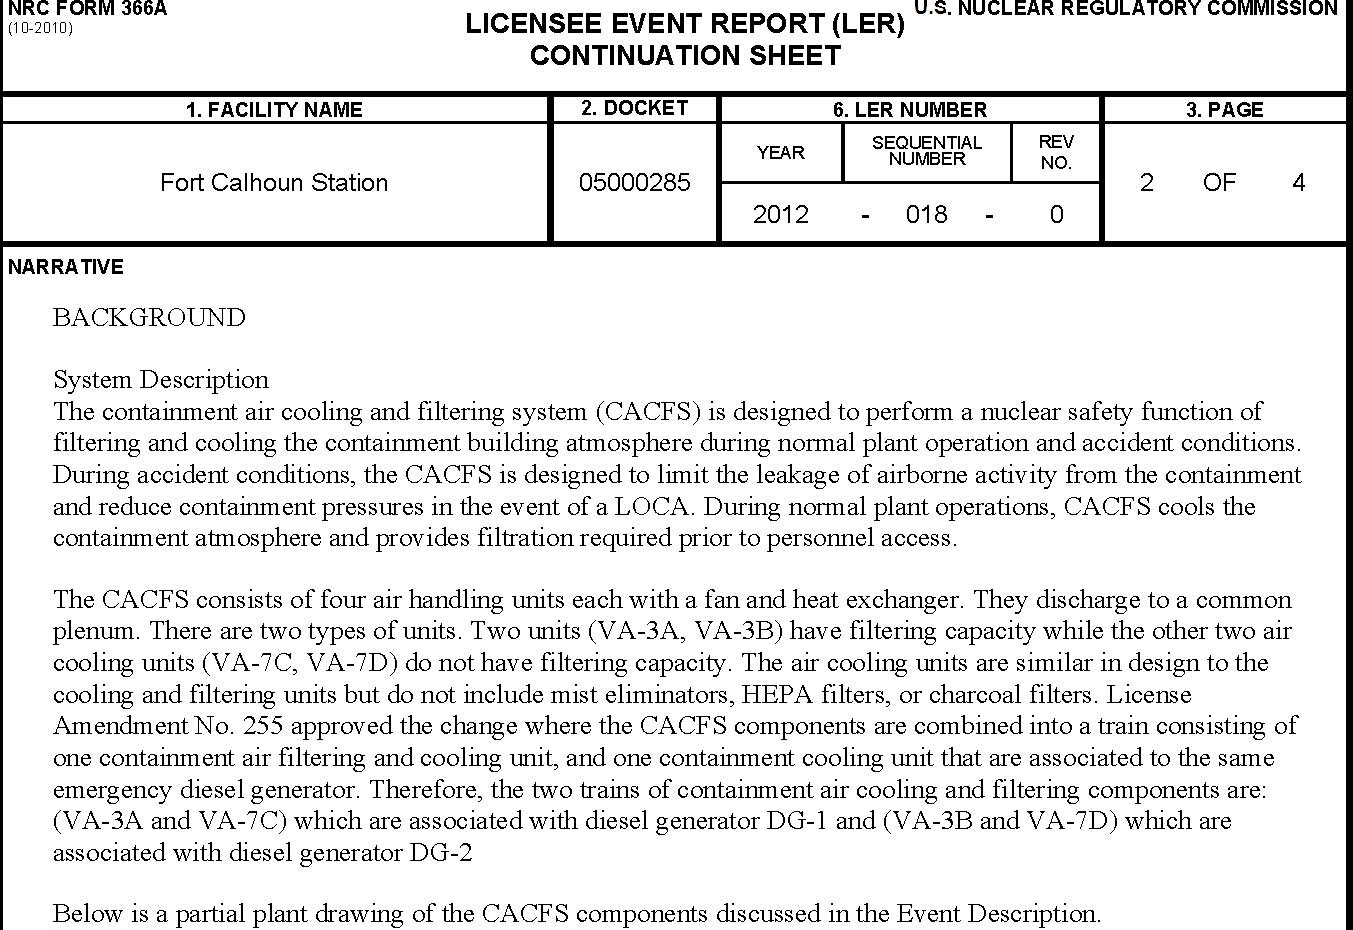 NRC FORM 366A
(10-2010)
LICENSEE EVENT REPORT (LER)
U.S. NUCLEAR REGULATORY COMMISSION
CONTINUATION SHEET
1. FACILITY NAME
2. DOCKET
6. LER NUMBER
3. PAGE
Fort Calhoun Station
05000285
YEAR
SEQUENTIAL
NUMBER
REV
NO.
2 OF 4
2012 - 018 - 0
NARRATIVE
BACKGROUND
System Description
The containment air cooling and filtering system (CACFS) is designed to perform a nuclear safety function of
filtering and cooling the containment building atmosphere during normal plant operation and accident conditions.
During accident conditions, the CACFS is designed to limit the leakage of airborne activity from the containment
and reduce containment pressures in the event of a LOCA. During normal plant operations, CACFS cools the
containment atmosphere and provides filtration required prior to personnel access.
The CACFS consists of four air handling units each with a fan and heat exchanger. They discharge to a common
plenum. There are two types of units. Two units (VA-3A, VA-3B) have filtering capacity while the other two air
cooling units (VA-7C, VA-7D) do not have filtering capacity. The air cooling units are similar in design to the
cooling and filtering units but do not include mist eliminators, HEPA filters, or charcoal filters. License
Amendment No. 255 approved the change where the CACFS components are combined into a train consisting of
one containment air filtering and cooling unit, and one containment cooling unit that are associated to the same
emergency diesel generator. Therefore, the two trains of containment air cooling and filtering components are:
(VA-3A and VA-7C) which are associated with diesel generator DG-1 and (VA-3B and VA-7D) which are
associated with diesel generator DG-2
Below is a partial plant drawing of the CACFS components discussed in the Event Description.